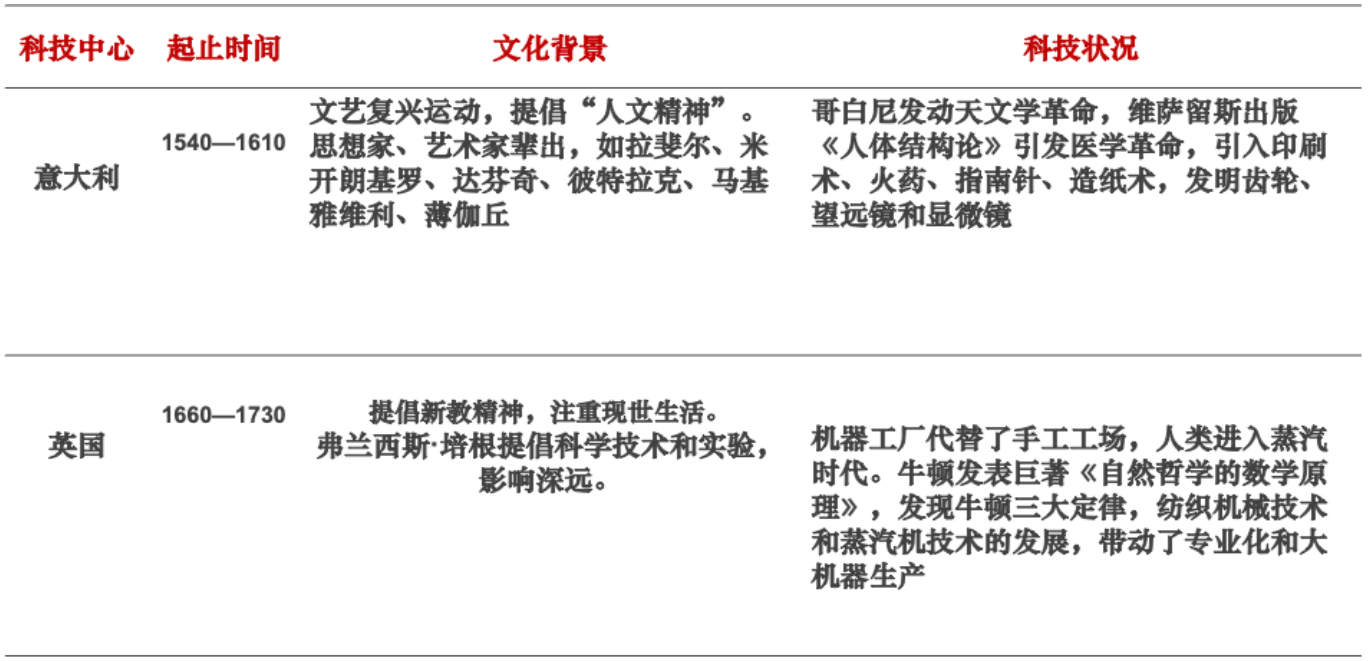 科技中心 起止时间 文化背景 科技状况
意大利
1540—1610
文艺复兴运动，提倡“人文精神”。
思想家、艺术家辈出，如拉斐尔、米
开朗基罗、达芬奇、彼特拉克、马基
雅维利、薄伽丘
哥白尼发动天文学革命，维萨留斯出版
《人体结构论》引发医学革命，引入印刷
术、火药、指南针、造纸术，发明齿轮、
望远镜和显微镜
英国
1660—1730
提倡新教精神，注重现世生活。
弗兰西斯·培根提倡科学技术和实验，
影响深远。
机器工厂代替了手工工场，人类进入蒸汽
时代。牛顿发表巨著《自然哲学的数学原
理》，发现牛顿三大定律，纺织机械技术
和蒸汽机技术的发展，带动了专业化和大
机器生产